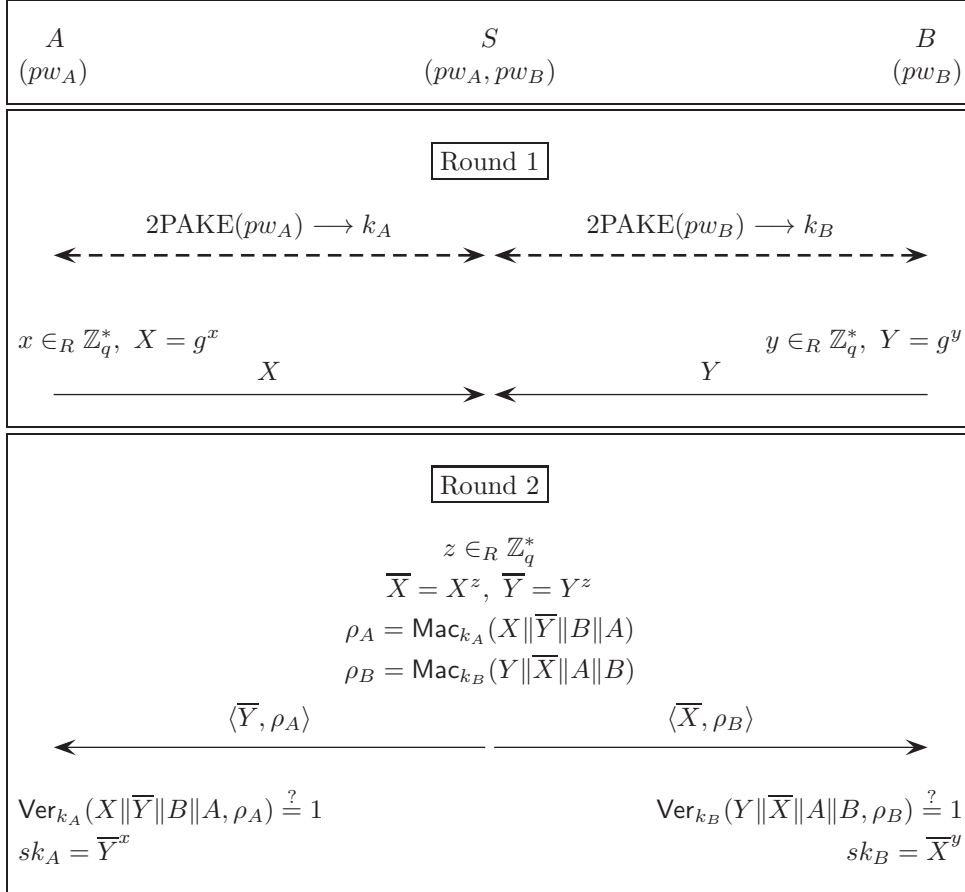 A S B
(pw_A) (pw_A, pw_B) (pw_B)
Round 1
2PAKE(pw_A) ⟶ k_A 2PAKE(pw_B) ⟶ k_B
x ∈_R ℤ_q^*, X = g^x y ∈_R ℤ_q^*, Y = g^y
X Y
Round 2
z ∈_R ℤ_q^*
X̅ = X^z, Y̅ = Y^z
ρ_A = Mac_{k_A}(X‖Y̅‖B‖A)
ρ_B = Mac_{k_B}(Y‖X̅‖A‖B)
⟨Y̅, ρ_A⟩ ⟨X̅, ρ_B⟩
Ver_{k_A}(X‖Y̅‖B‖A, ρ_A) ≟ 1 Ver_{k_B}(Y‖X̅‖A‖B, ρ_B) ≟ 1
sk_A = Y̅^x sk_B = X̅^y